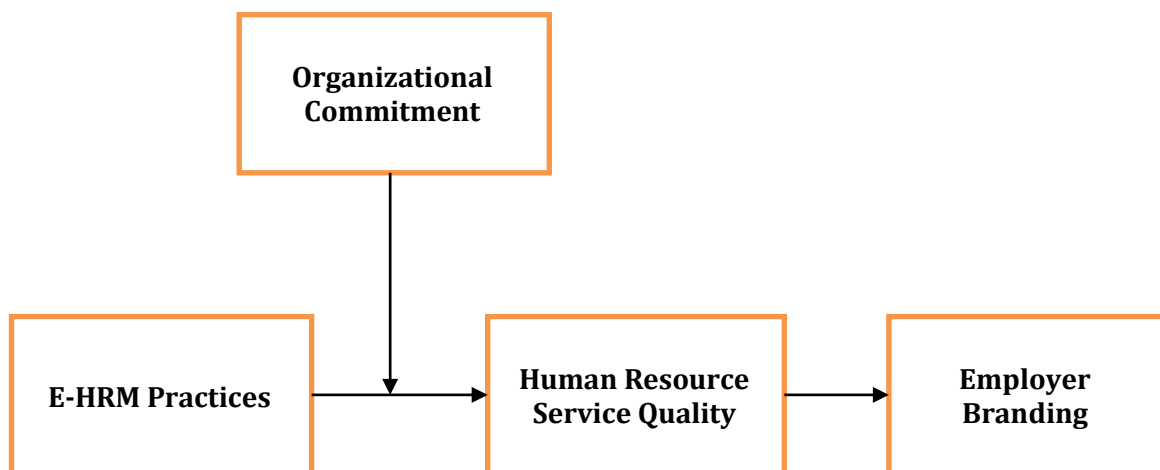 Organizational
Commitment
E-HRM Practices
Human Resource
Service Quality
Employer
Branding